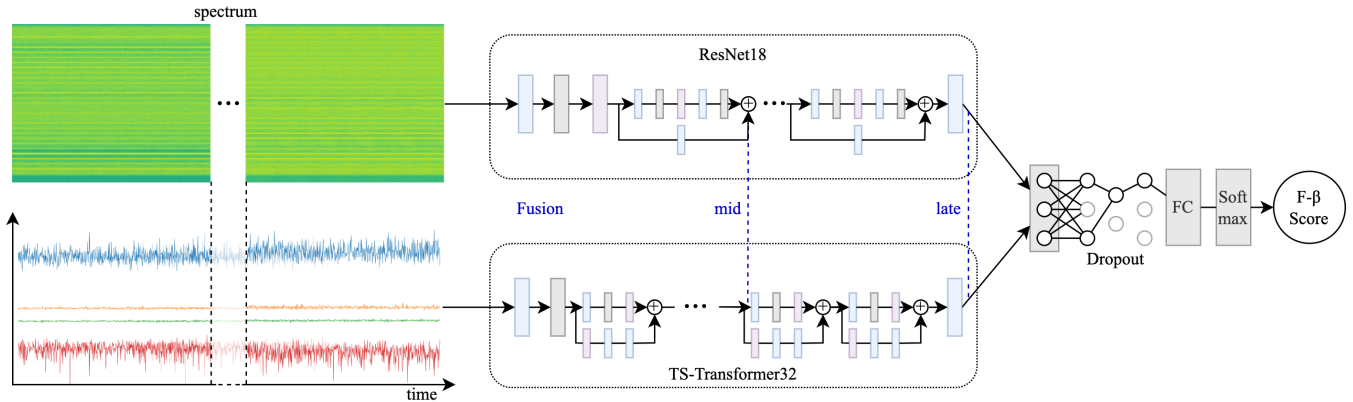 spectrum
ResNet18
Fusion
mid
late
FC
Soft
max
F-β
Score
Dropout
TS-Transformer32
time